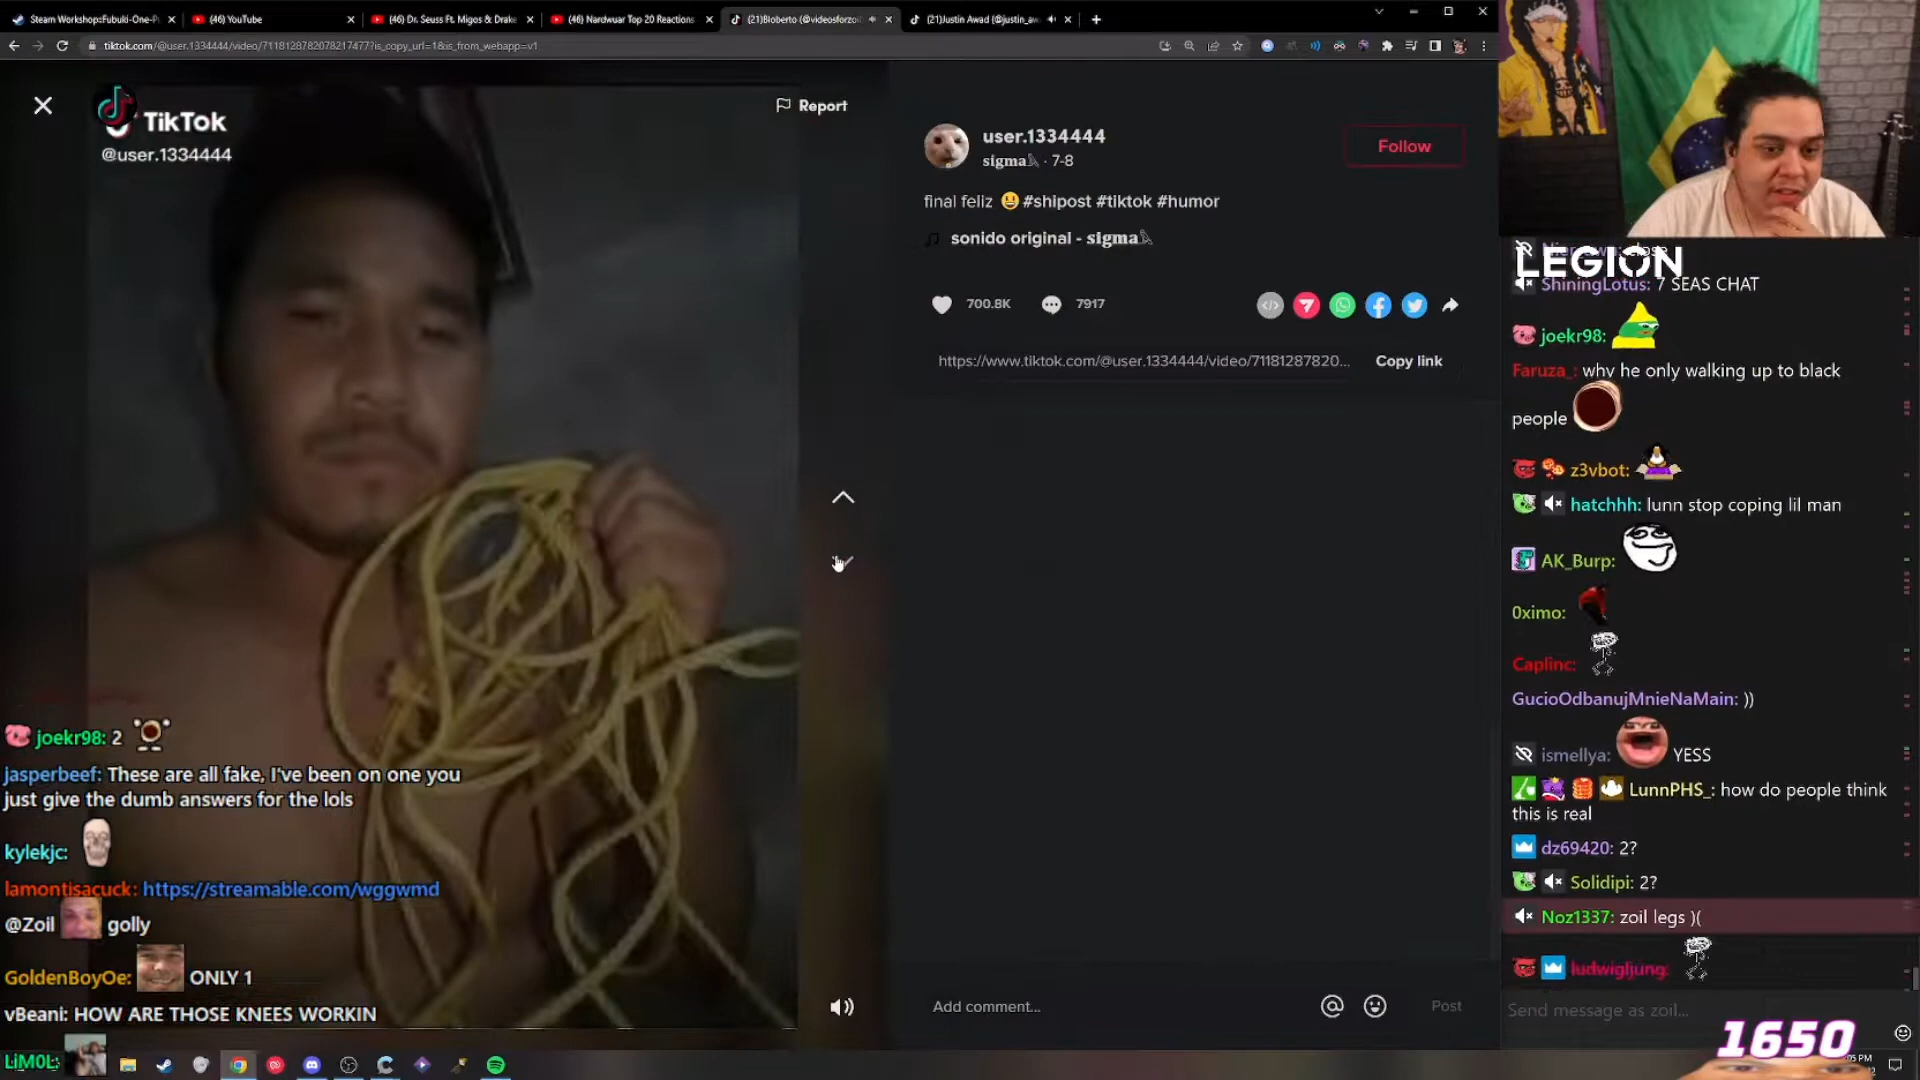 Steam Workshop::Fubuki-One-P
(46) YouTube
(46) Dr. Seuss Ft. Migos & Drake
(46) Nardwuar Top 20 Reactions
(21)Bioberto (@videosforzoi
(21)Justin Awad (@justin_aw
tiktok.com/@user.1334444/video/7118128782078217477?is_copy_url=1&is_from_webapp=v1
TikTok
@user.1334444
Report
user.1334444
sigma · 7-8
Follow
final feliz 😃 #shipost #tiktok #humor
sonido original - sigma
700.8K
7917
https://www.tiktok.com/@user.1334444/video/71181287820...
Copy link
joekr98: 2
jasperbeef: These are all fake, I've been on one you
just give the dumb answers for the lols
kylekjc:
lamontisacuck: https://streamable.com/wggwmd
@Zoil golly
GoldenBoyOe: ONLY 1
vBeani: HOW ARE THOSE KNEES WORKIN
LiM0L:
Add comment...
Post
LEGION
ShiningLotus: 7 SEAS CHAT
joekr98:
Faruza_: why he only walking up to black
people
z3vbot:
hatchhh: lunn stop coping lil man
AK_Burp:
0ximo:
Caplinc:
GucioOdbanujMnieNaMain: ))
ismellya: YESS
LunnPHS_: how do people think
this is real
dz69420: 2?
Solidipi: 2?
Noz1337: zoil legs )(
ludwigljung:
Send message as zoil...
1650